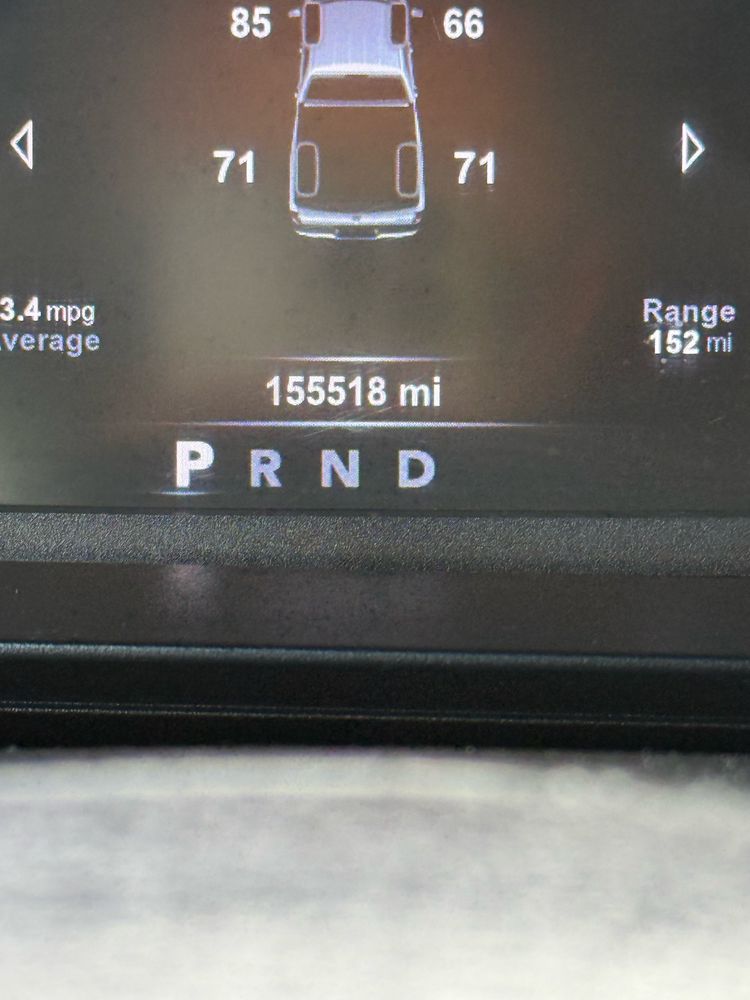 85 66
71 71
3.4 mpg
verage
Range
152 mi
155518 mi
P R N D